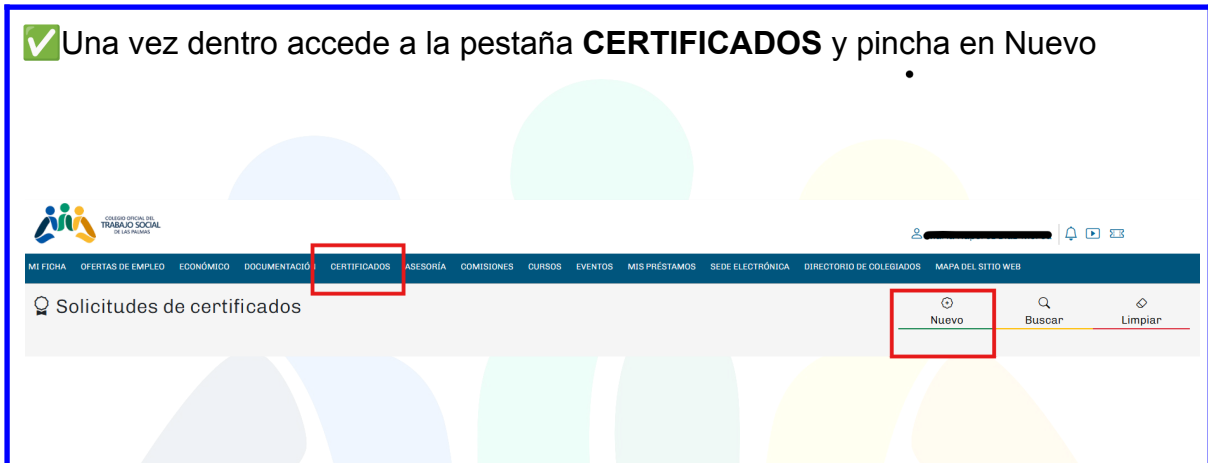 ✅Una vez dentro accede a la pestaña CERTIFICADOS y pincha en Nuevo
COLEGIO OFICIAL DEL
TRABAJO SOCIAL
DE LAS PALMAS
MI FICHA OFERTAS DE EMPLEO ECONÓMICO DOCUMENTACIÓN CERTIFICADOS ASESORÍA COMISIONES CURSOS EVENTOS MIS PRÉSTAMOS SEDE ELECTRÓNICA DIRECTORIO DE COLEGIADOS MAPA DEL SITIO WEB
Solicitudes de certificados
Nuevo Buscar Limpiar